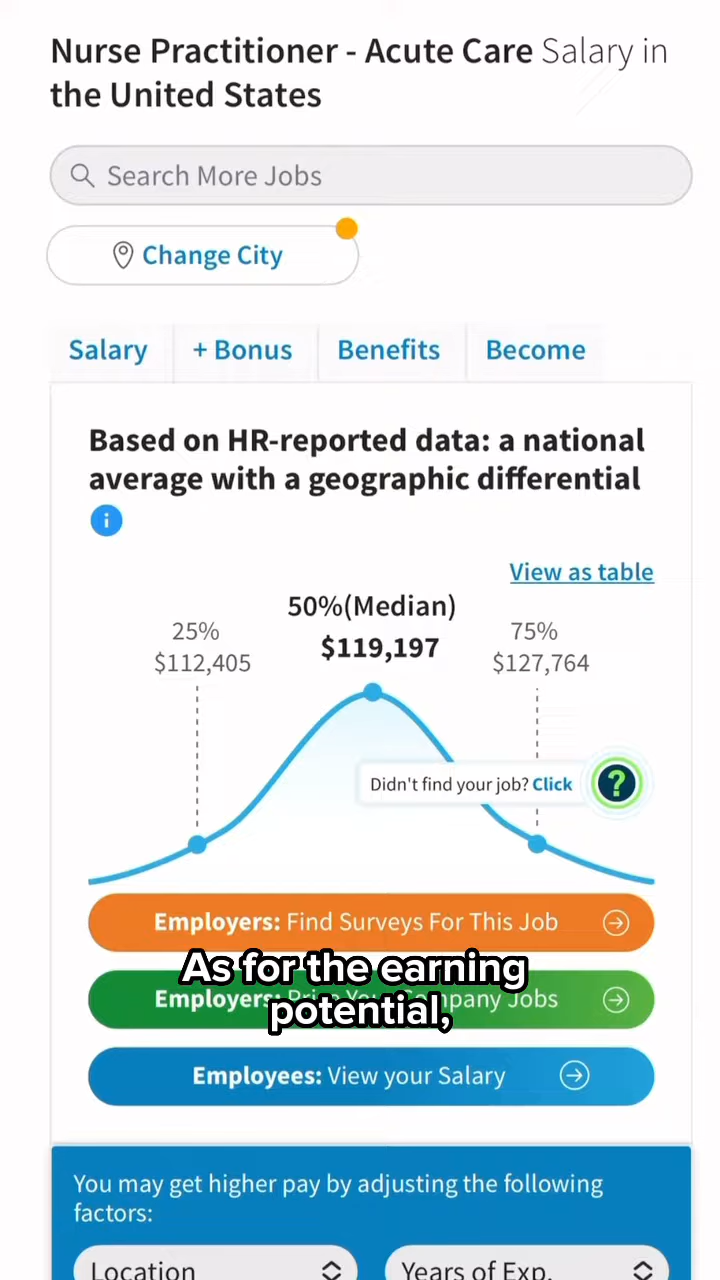 Nurse Practitioner - Acute Care Salary in
the United States
Search More Jobs
Change City
Salary
+ Bonus
Benefits
Become
Based on HR-reported data: a national
average with a geographic differential
i
View as table
50%(Median)
$119,197
25%
$112,405
75%
$127,764
Didn't find your job? Click
?
Employers: Find Surveys For This Job
As for the earning
potential,
Employers: Company Jobs
Employees: View your Salary
You may get higher pay by adjusting the following
factors:
Location
Years of Exp.